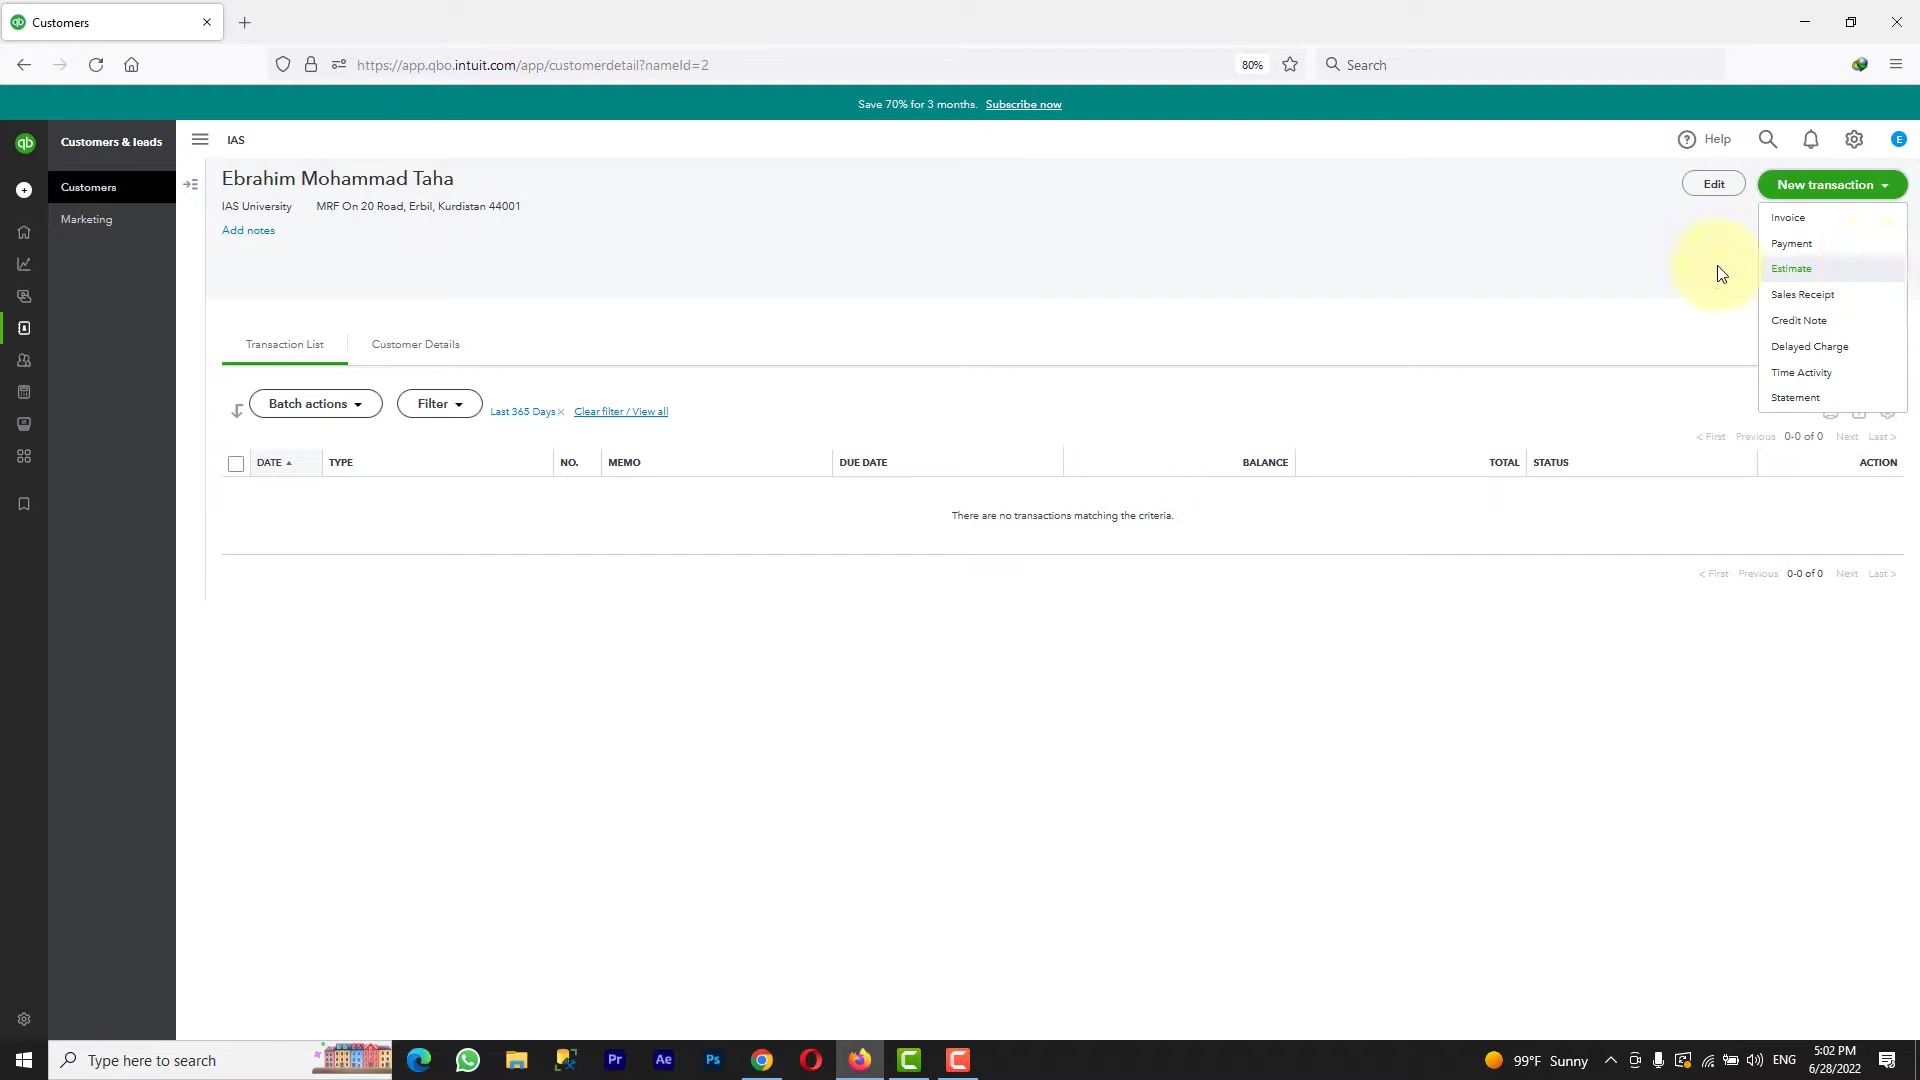 Customers
https://app.qbo.intuit.com/app/customerdetail?nameId=2
80%
Search
Save 70% for 3 months. Subscribe now
qb
Customers & leads
IAS
Help
E
Customers
Marketing
Ebrahim Mohammad Taha
Edit
New transaction
IAS University
MRF On 20 Road, Erbil, Kurdistan 44001
Add notes
Invoice
Payment
Estimate
Sales Receipt
Credit Note
Delayed Charge
Time Activity
Statement
Transaction List
Customer Details
Batch actions
Filter
Last 365 Days
Clear filter / View all
< First Previous 0-0 of 0 Next Last >
DATE TYPE NO. MEMO DUE DATE BALANCE TOTAL STATUS ACTION
There are no transactions matching the criteria.
< First Previous 0-0 of 0 Next Last >
Type here to search
Pr
Ae
Ps
99°F Sunny
ENG
5:02 PM
6/28/2022